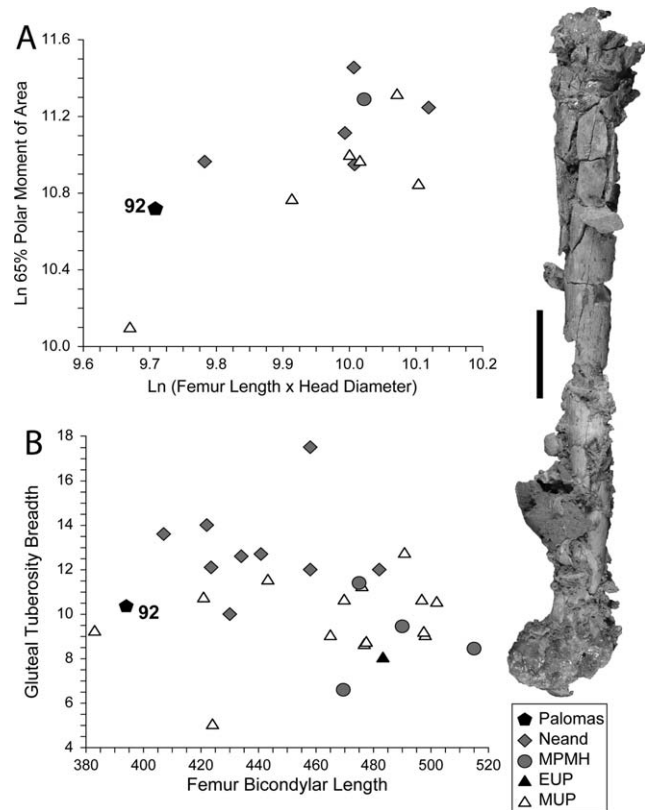 A
Ln 65% Polar Moment of Area
11.6
11.2
10.8
10.4
10.0
92
9.6 9.7 9.8 9.9 10.0 10.1 10.2
Ln (Femur Length x Head Diameter)
B
Gluteal Tuberosity Breadth
18
16
14
12
10
8
6
4
92
380 400 420 440 460 480 500 520
Femur Bicondylar Length
Palomas
Neand
MPMH
EUP
MUP